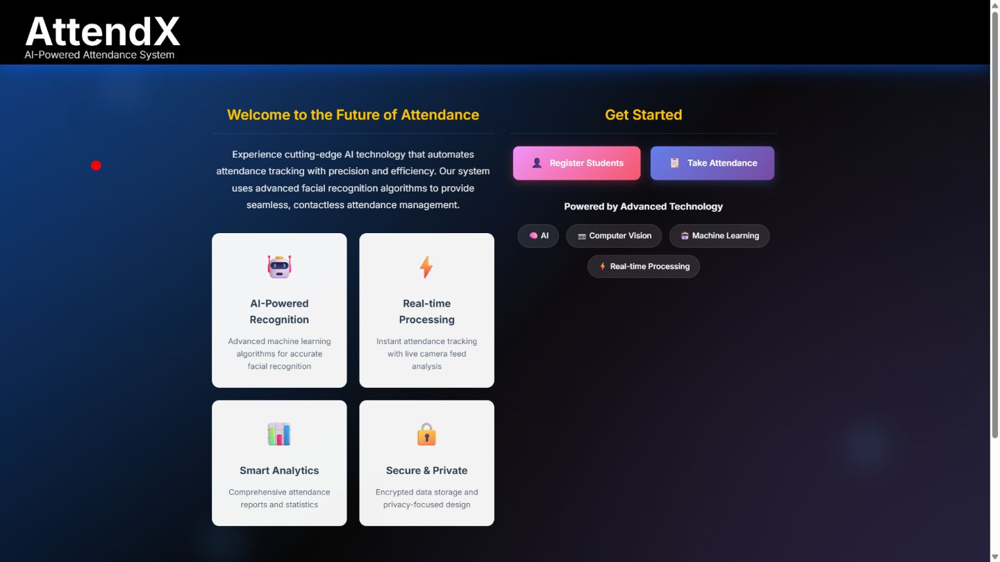 AttendX
AI-Powered Attendance System
Welcome to the Future of Attendance
Experience cutting-edge AI technology that automates
attendance tracking with precision and efficiency. Our system
uses advanced facial recognition algorithms to provide
seamless, contactless attendance management.
AI-Powered
Recognition
Advanced machine learning
algorithms for accurate
facial recognition
Real-time
Processing
Instant attendance tracking
with live camera feed
analysis
Smart Analytics
Comprehensive attendance
reports and statistics
Secure & Private
Encrypted data storage and
privacy-focused design
Get Started
Register Students
Take Attendance
Powered by Advanced Technology
AI
Computer Vision
Machine Learning
Real-time Processing